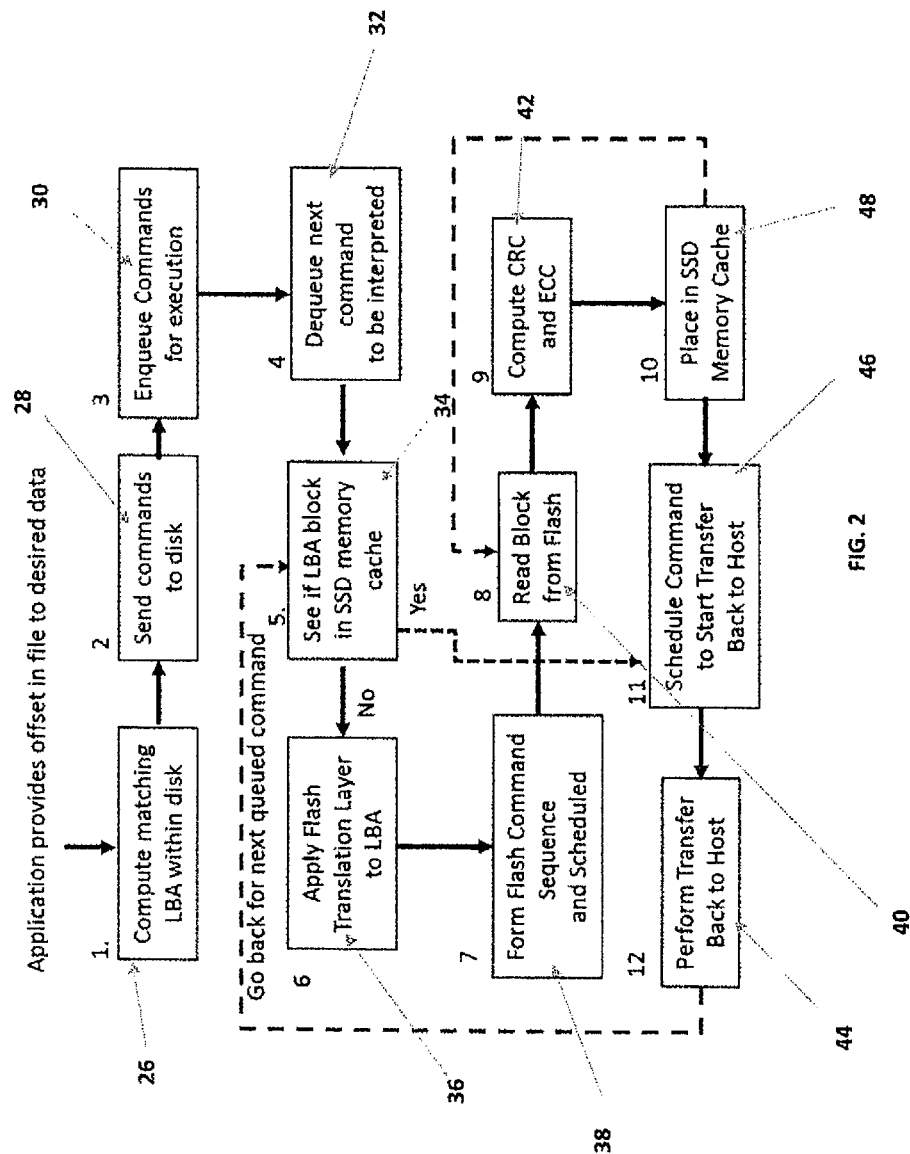 Application provides offset in file to desired data
1.
Compute matching
LBA within disk
26
2
Send commands
to disk
28
3
Enqueue Commands
for execution
30
Go back for next queued command
6
Apply Flash
Translation Layer
to LBA
36
No
5.
See if LBA block
in SSD memory
cache
34
Yes
4
Dequeue next
command
to be interpreted
32
7
Form Flash Command
Sequence
and Scheduled
38
8
Read Block
from Flash
40
9
Compute CRC
and ECC
42
12
Perform Transfer
Back to Host
44
11
Schedule Command
to Start Transfer
Back to Host
46
10
Place in SSD
Memory Cache
48
FIG. 2